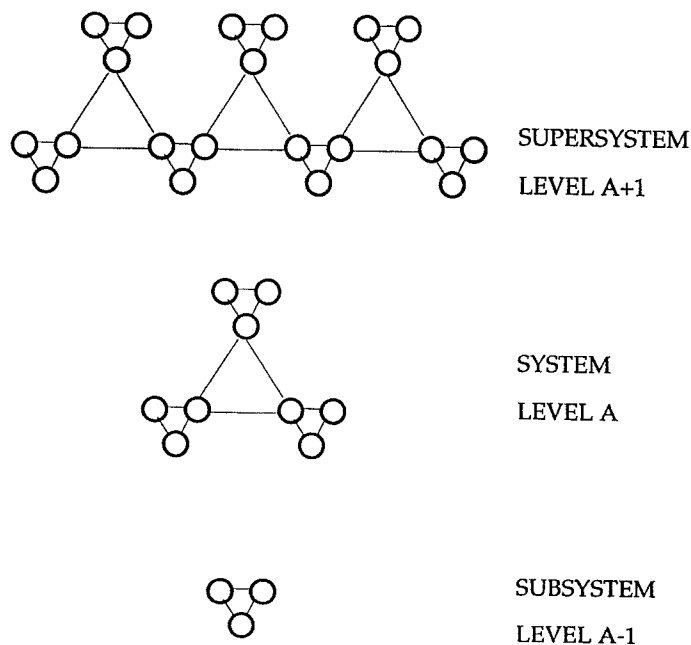 SUPERSYSTEM
LEVEL A+1
SYSTEM
LEVEL A
SUBSYSTEM
LEVEL A-1